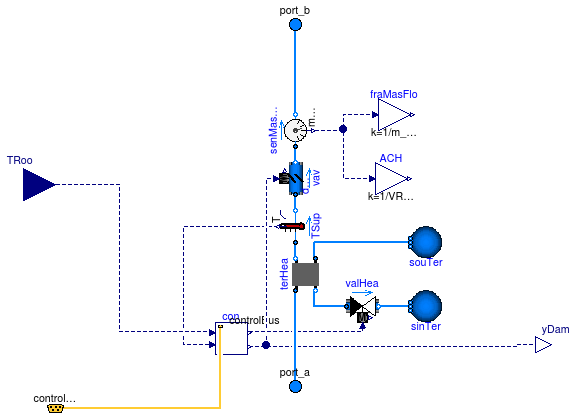 port_b
fraMasFlo
senMas...
m...
k=1/m_...
TRoo
ACH
vav
k=1/VR...
T
TSup
souTer
terHea
valHea
con
controlBus
sinTer
yDam
port_a
control...